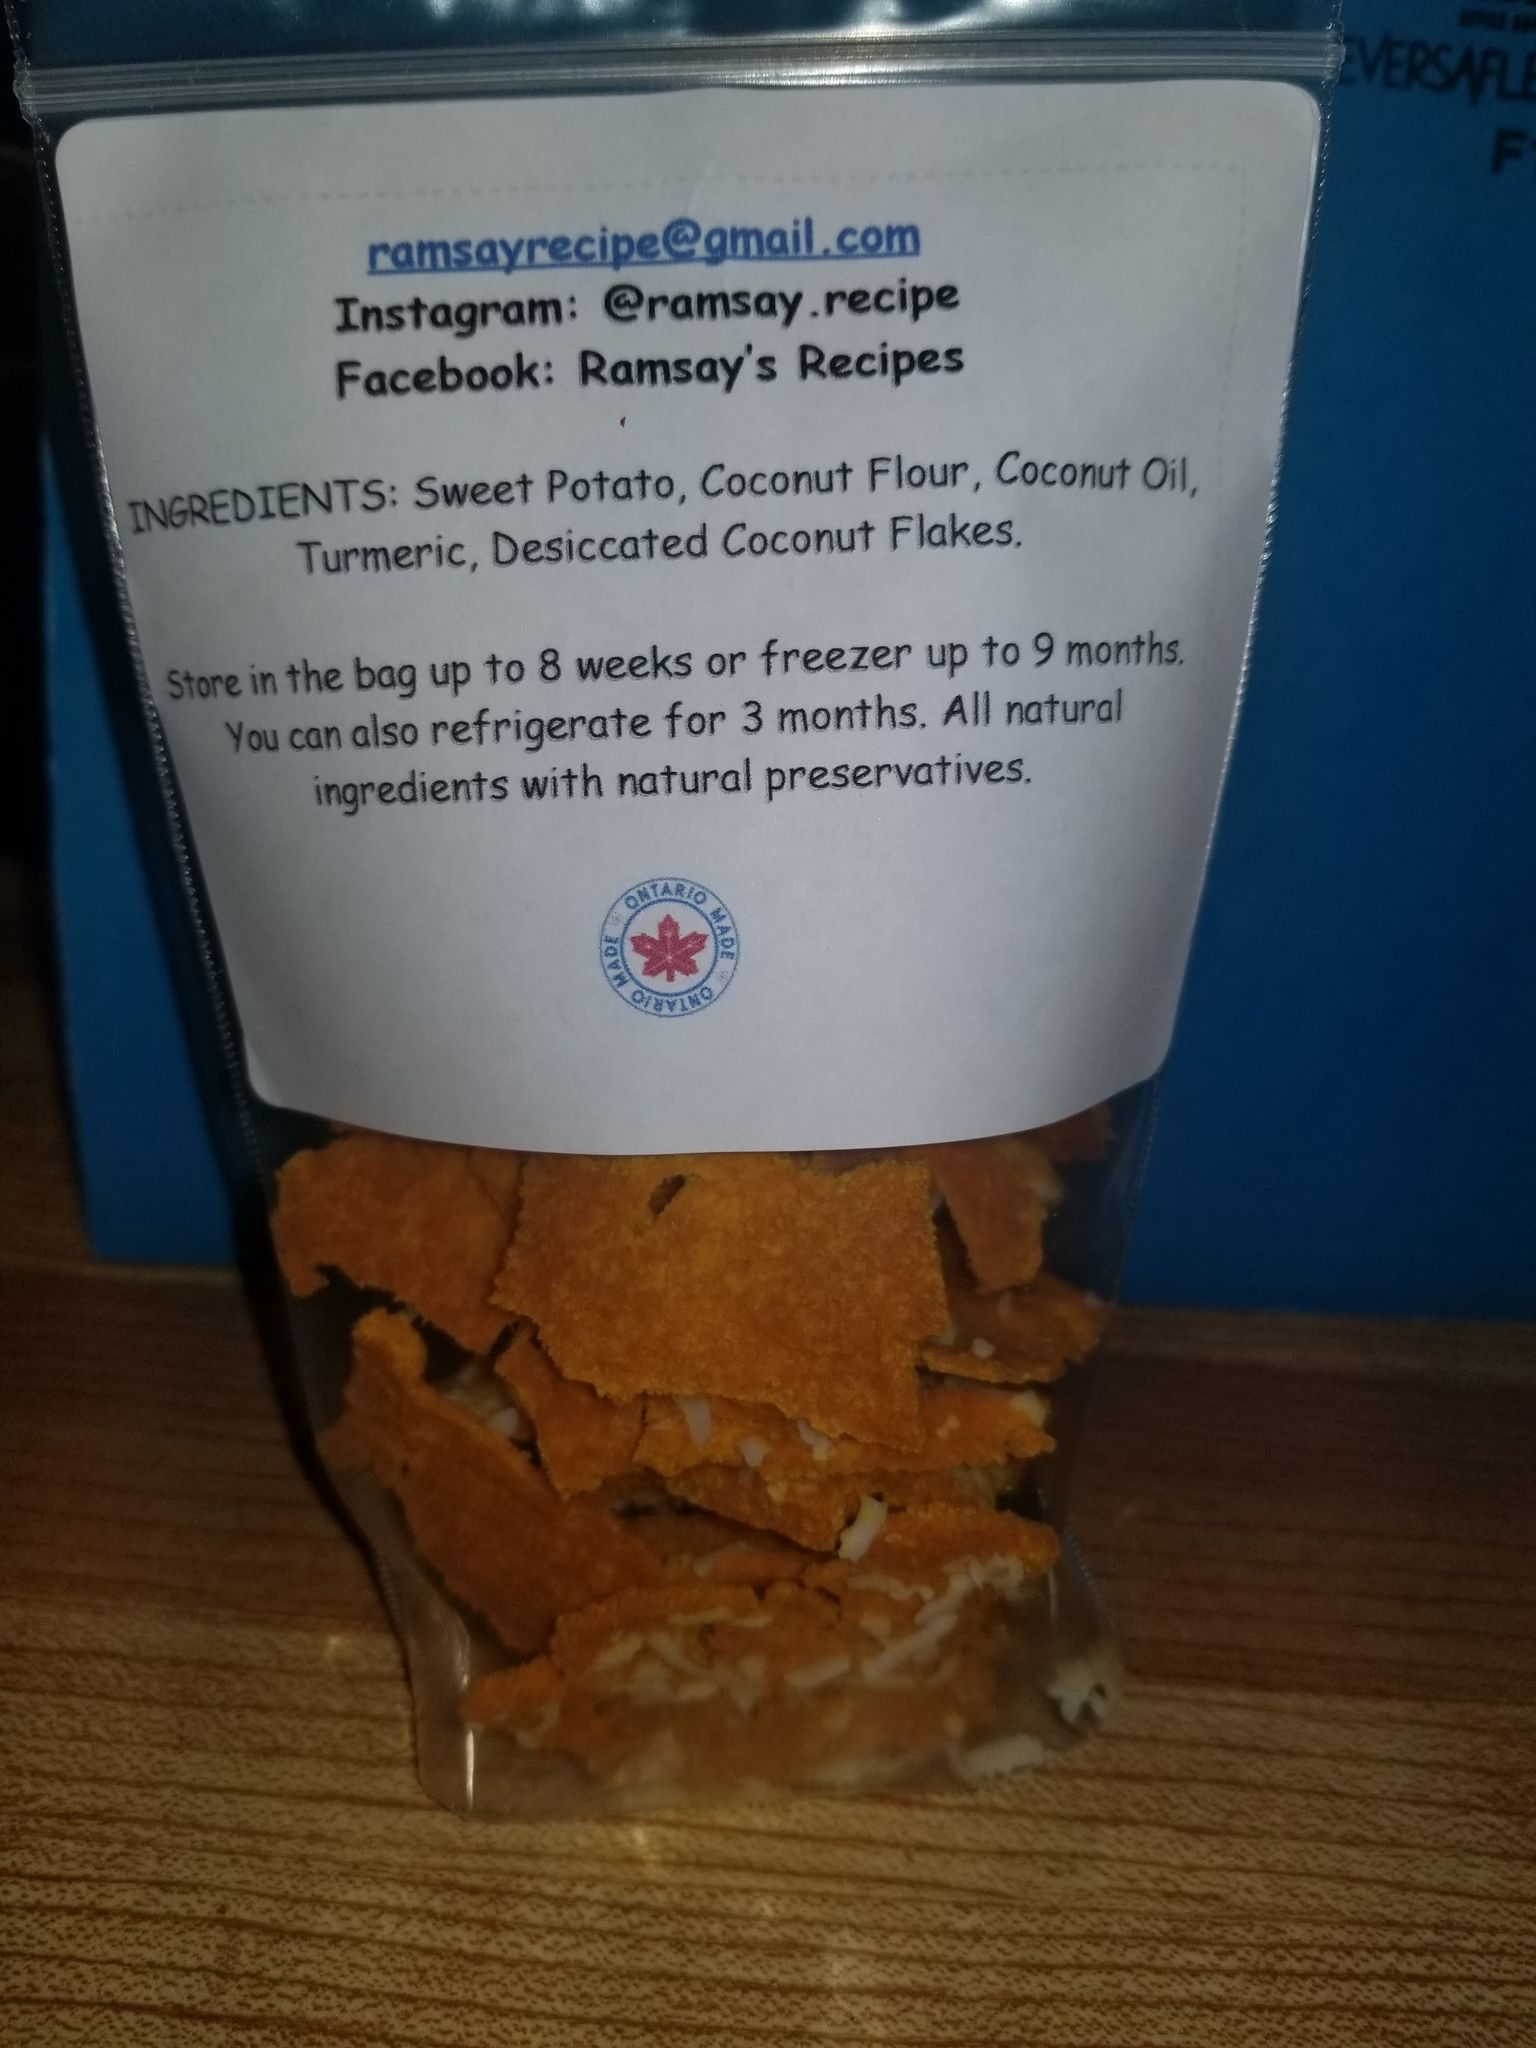 ramsayrecipe@gmail.com
Instagram: @ramsay.recipe
Facebook: Ramsay's Recipes
INGREDIENTS: Sweet Potato, Coconut Flour, Coconut Oil,
Turmeric, Desiccated Coconut Flakes.
Store in the bag up to 8 weeks or freezer up to 9 months.
You can also refrigerate for 3 months. All natural
ingredients with natural preservatives.
ONTARIO MADE
ONTARIO MADE
EVERSAFLE